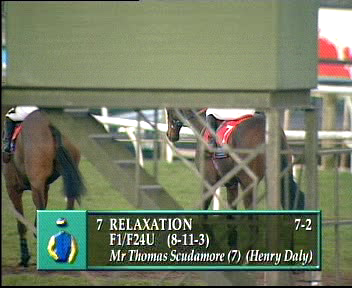 7
7 RELAXATION 7-2
F1/F24U (8-11-3)
Mr Thomas Scudamore (7) (Henry Daly)